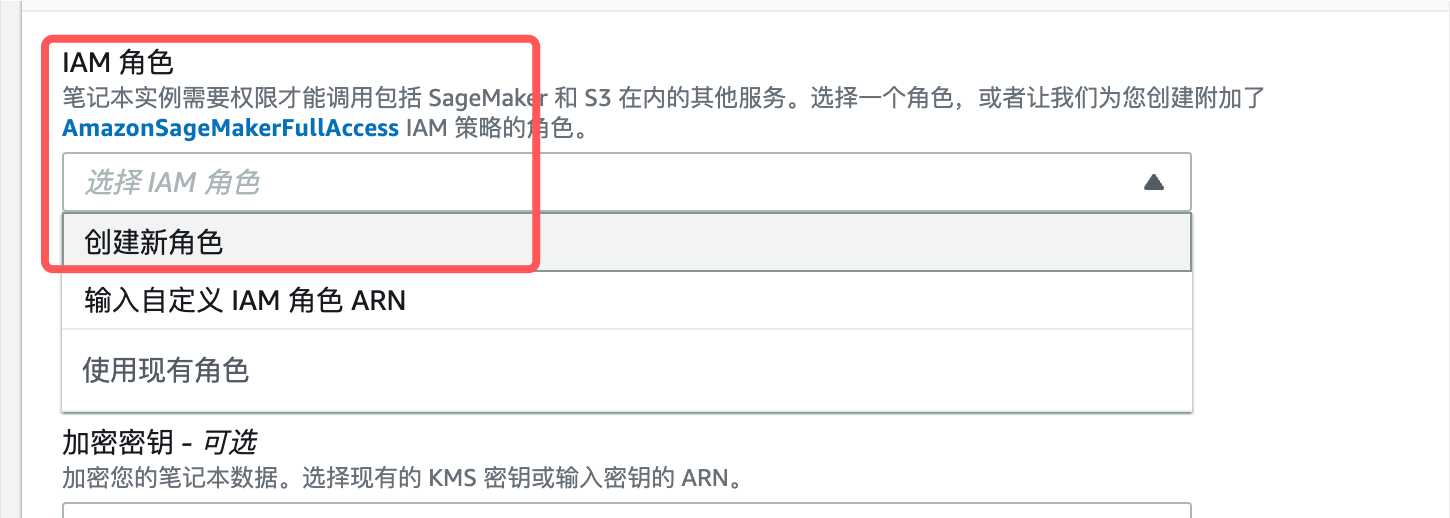 IAM 角色
笔记本实例需要权限才能调用包括 SageMaker 和 S3 在内的其他服务。选择一个角色，或者让我们为您创建附加了
AmazonSageMakerFullAccess IAM 策略的角色。
选择 IAM 角色
创建新角色
输入自定义 IAM 角色 ARN
使用现有角色
加密密钥 - 可选
加密您的笔记本数据。选择现有的 KMS 密钥或输入密钥的 ARN。